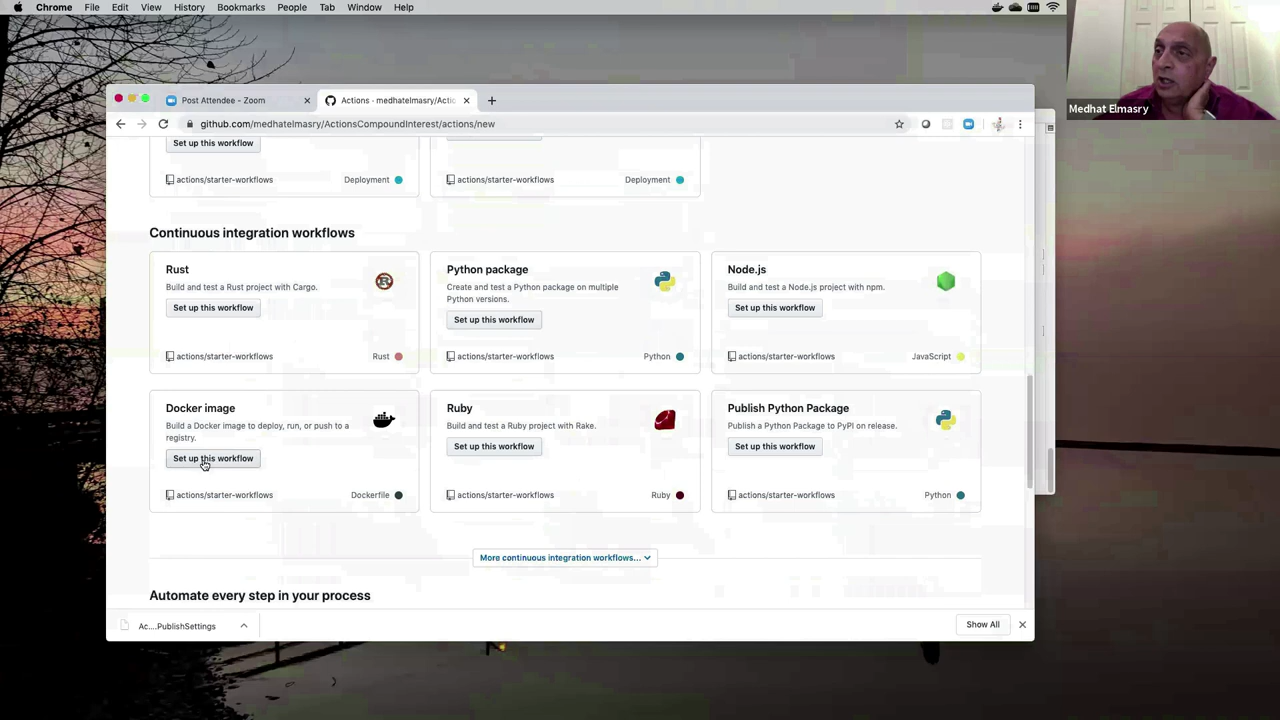 Chrome File Edit View History Bookmarks People Tab Window Help
Medhat Elmasry
Post Attendee - Zoom
Actions · medhatelmasry/Actio
github.com/medhatelmasry/ActionsCompoundInterest/actions/new
Set up this workflow
actions/starter-workflows Deployment
actions/starter-workflows Deployment
Continuous integration workflows
Rust
Build and test a Rust project with Cargo.
Set up this workflow
actions/starter-workflows Rust
Python package
Create and test a Python package on multiple
Python versions.
Set up this workflow
actions/starter-workflows Python
Node.js
Build and test a Node.js project with npm.
Set up this workflow
actions/starter-workflows JavaScript
Docker image
Build a Docker image to deploy, run, or push to a
registry.
Set up this workflow
actions/starter-workflows Dockerfile
Ruby
Build and test a Ruby project with Rake.
Set up this workflow
actions/starter-workflows Ruby
Publish Python Package
Publish a Python Package to PyPI on release.
Set up this workflow
actions/starter-workflows Python
More continuous integration workflows...
Automate every step in your process
Ac....PublishSettings
Show All